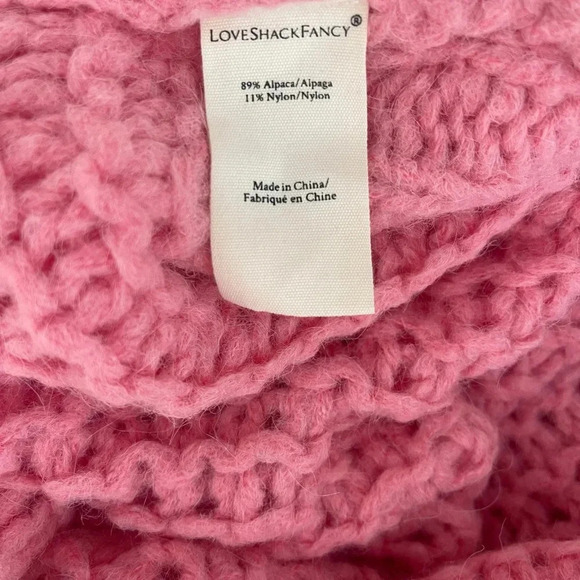 LoveShackFancy®
89% Alpaca/Alpaga
11% Nylon/Nylon
Made in China/
Fabriqué en Chine